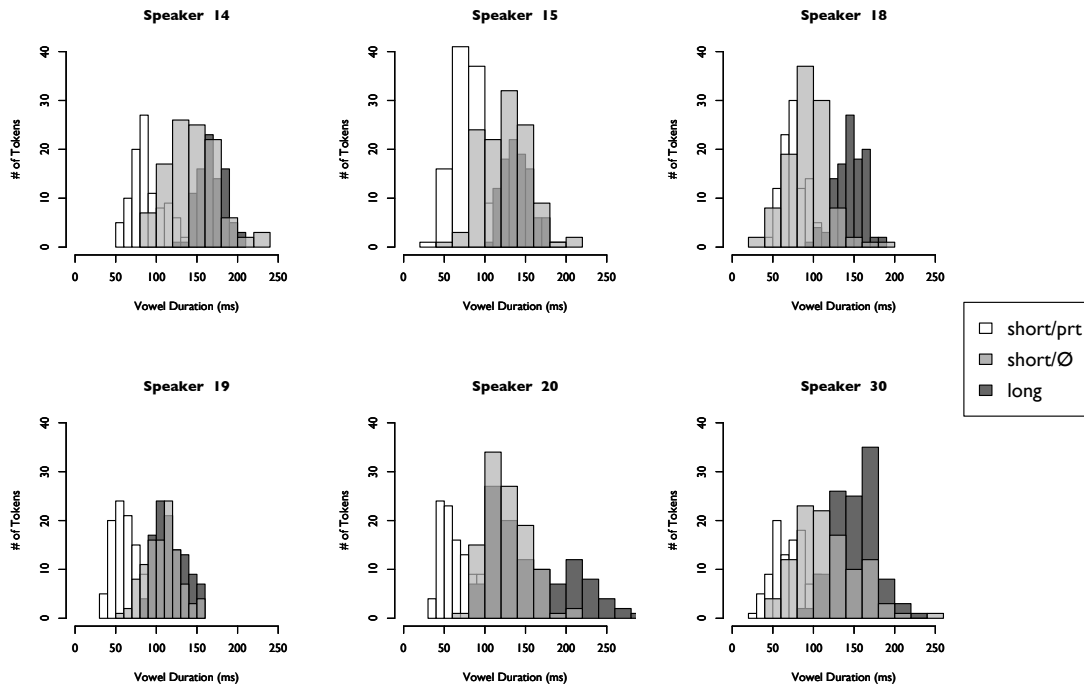 Speaker 14
# of Tokens
0 10 20 30 40
0 50 100 150 200 250
Vowel Duration (ms)
Speaker 15
# of Tokens
0 10 20 30 40
0 50 100 150 200 250
Vowel Duration (ms)
Speaker 18
# of Tokens
0 10 20 30 40
0 50 100 150 200 250
Vowel Duration (ms)
short/prt
short/Ø
long
Speaker 19
# of Tokens
0 10 20 30 40
0 50 100 150 200 250
Vowel Duration (ms)
Speaker 20
# of Tokens
0 10 20 30 40
0 50 100 150 200 250
Vowel Duration (ms)
Speaker 30
# of Tokens
0 10 20 30 40
0 50 100 150 200 250
Vowel Duration (ms)